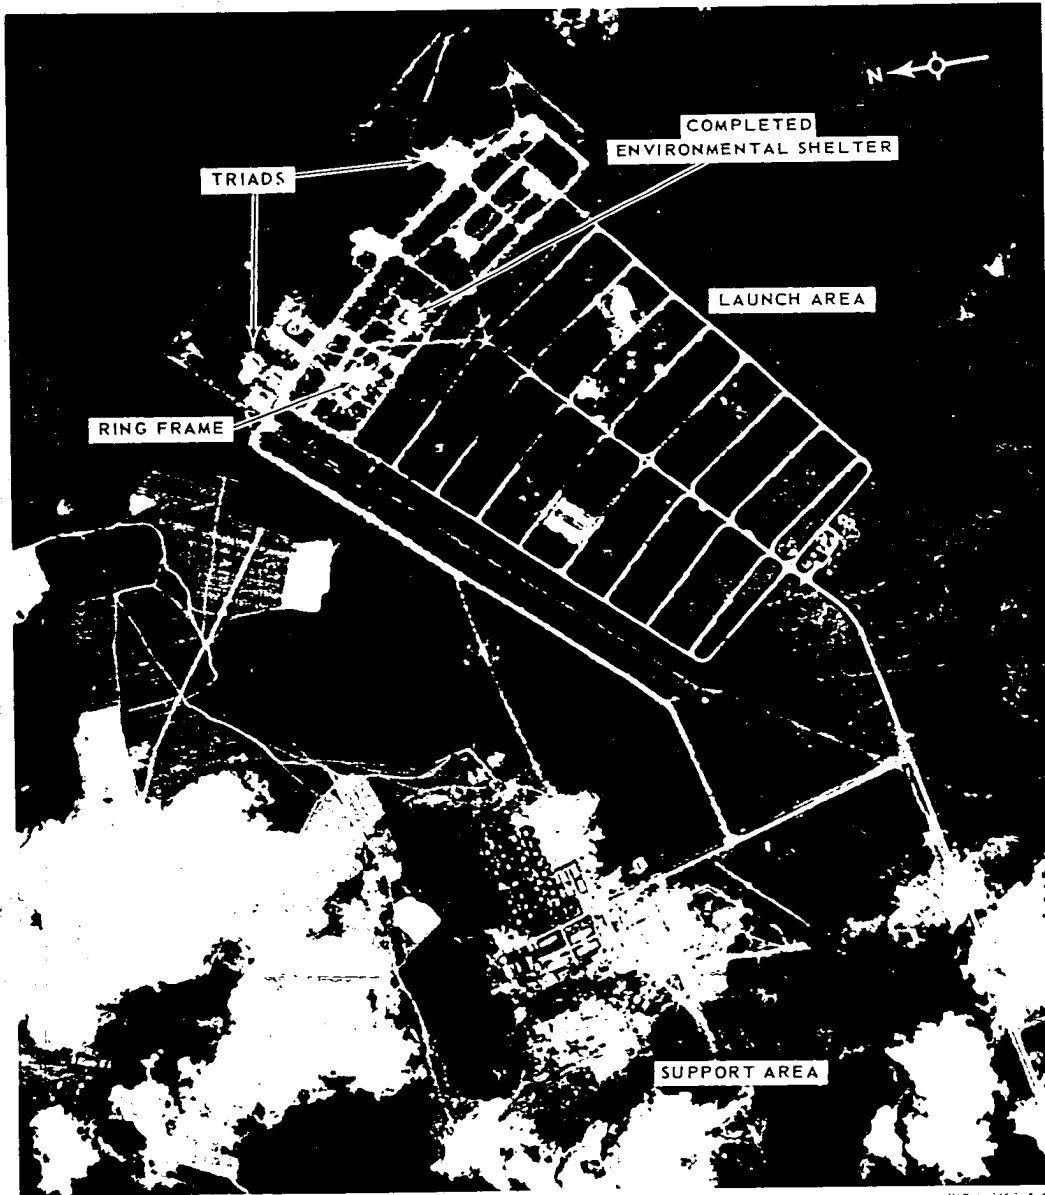 N
COMPLETED
ENVIRONMENTAL SHELTER
TRIADS
LAUNCH AREA
RING FRAME
SUPPORT AREA